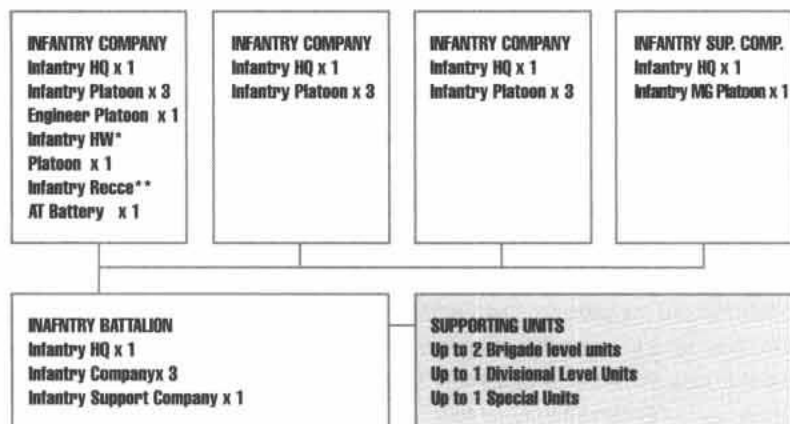 INFANTRY COMPANY
Infantry HQ x 1
Infantry Platoon x 3
Engineer Platoon x 1
Infantry HW*
Platoon x 1
Infantry Recce**
AT Battery x 1
INFANTRY COMPANY
Infantry HQ x 1
Infantry Platoon x 3
INFANTRY COMPANY
Infantry HQ x 1
Infantry Platoon x 3
INFANTRY SUP. COMP.
Infantry HQ x 1
Infantry MG Platoon x 1
INAFNTRY BATTALION
Infantry HQ x 1
Infantry Companyx 3
Infantry Support Company x 1
SUPPORTING UNITS
Up to 2 Brigade level units
Up to 1 Divisional Level Units
Up to 1 Special Units